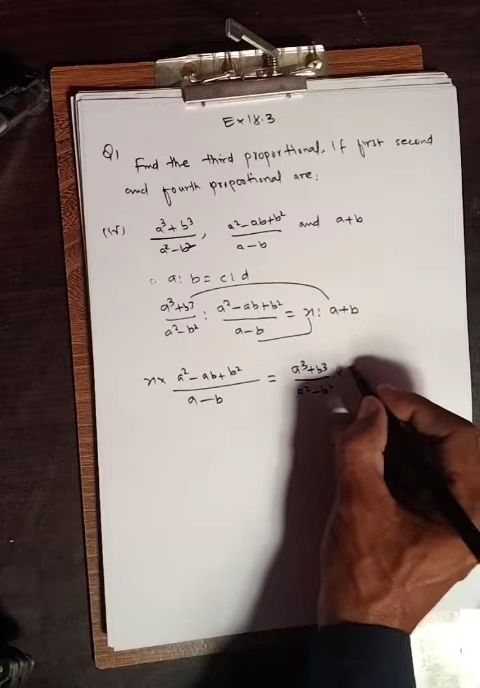 Ex 18.3
Q1 Find the third proportional, If first second
and fourth propotional are:
(iv) (a³+b³)/(a²-b²), (a²-ab+b²)/(a-b) and a+b
∴ a:b = c:d
(a³+b³)/(a²-b²) : (a²-ab+b²)/(a-b) = x : a+b
x × (a²-ab+b²)/(a-b) = (a³+b³)/(a²-b²)